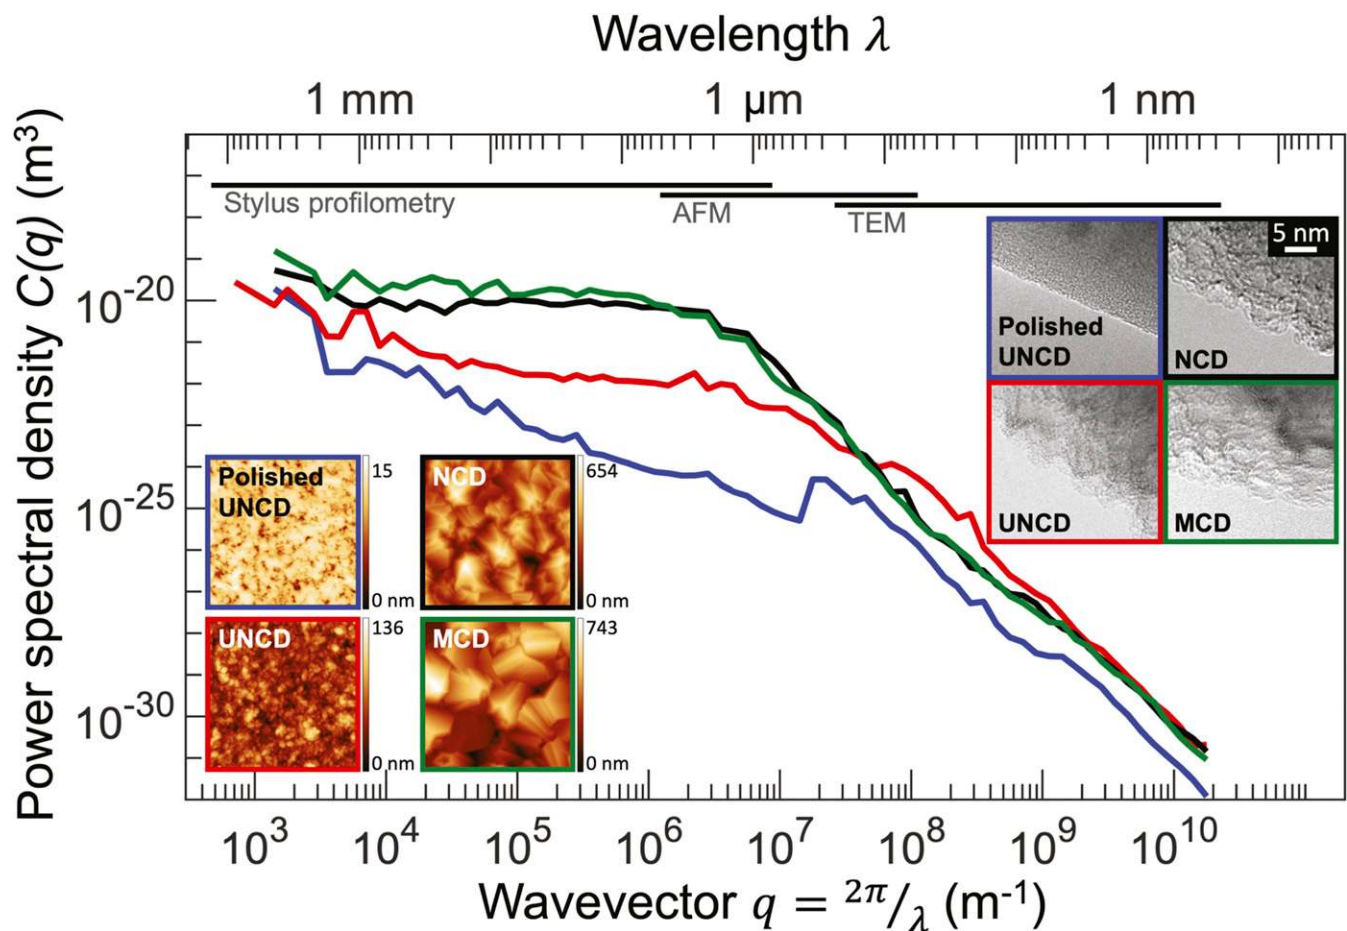 Wavelength λ
1 mm 1 µm 1 nm
Power spectral density C(q) (m³)
10⁻²⁰
10⁻²⁵
10⁻³⁰
Stylus profilometry
AFM
TEM
Polished
UNCD
5 nm
NCD
UNCD
MCD
Polished
UNCD
15
0 nm
NCD
654
0 nm
UNCD
136
0 nm
MCD
743
0 nm
10³ 10⁴ 10⁵ 10⁶ 10⁷ 10⁸ 10⁹ 10¹⁰
Wavevector q = 2π/λ (m⁻¹)